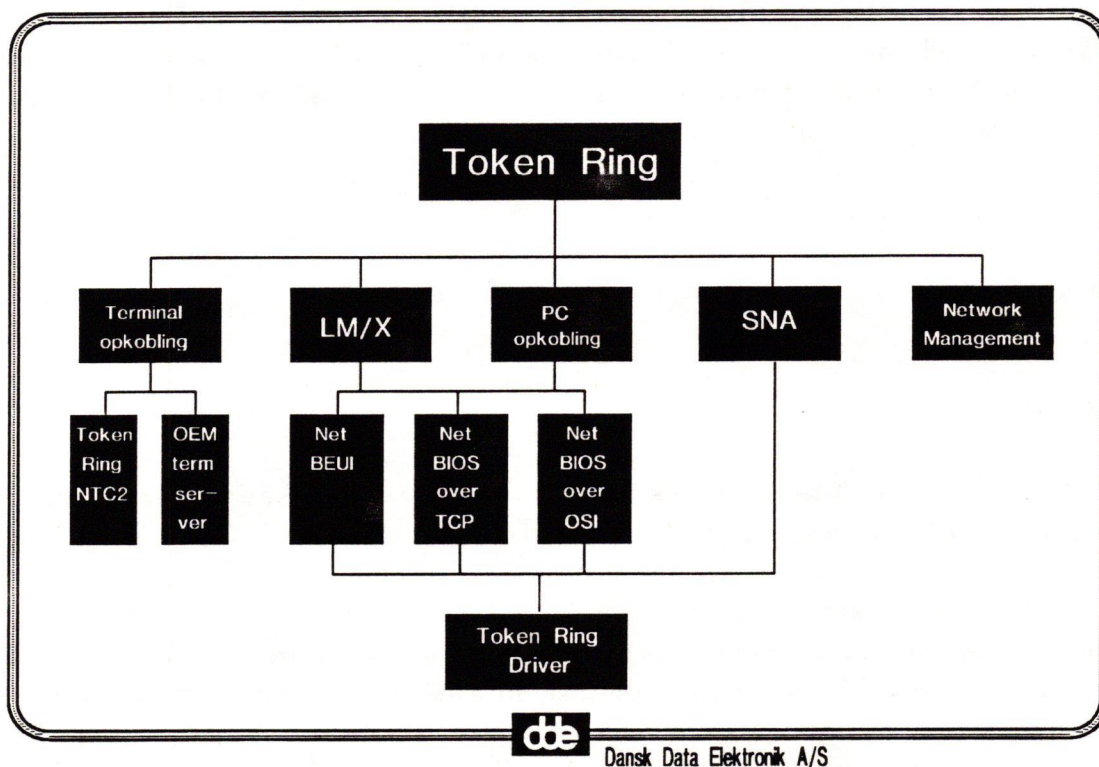 Token Ring
Terminal
opkobling
LM/X
PC
opkobling
SNA
Network
Management
Token
Ring
NTC2
OEM
term
ser-
ver
Net
BEUI
Net
BIOS
over
TCP
Net
BIOS
over
OSI
Token Ring
Driver
dde
Dansk Data Elektronik A/S